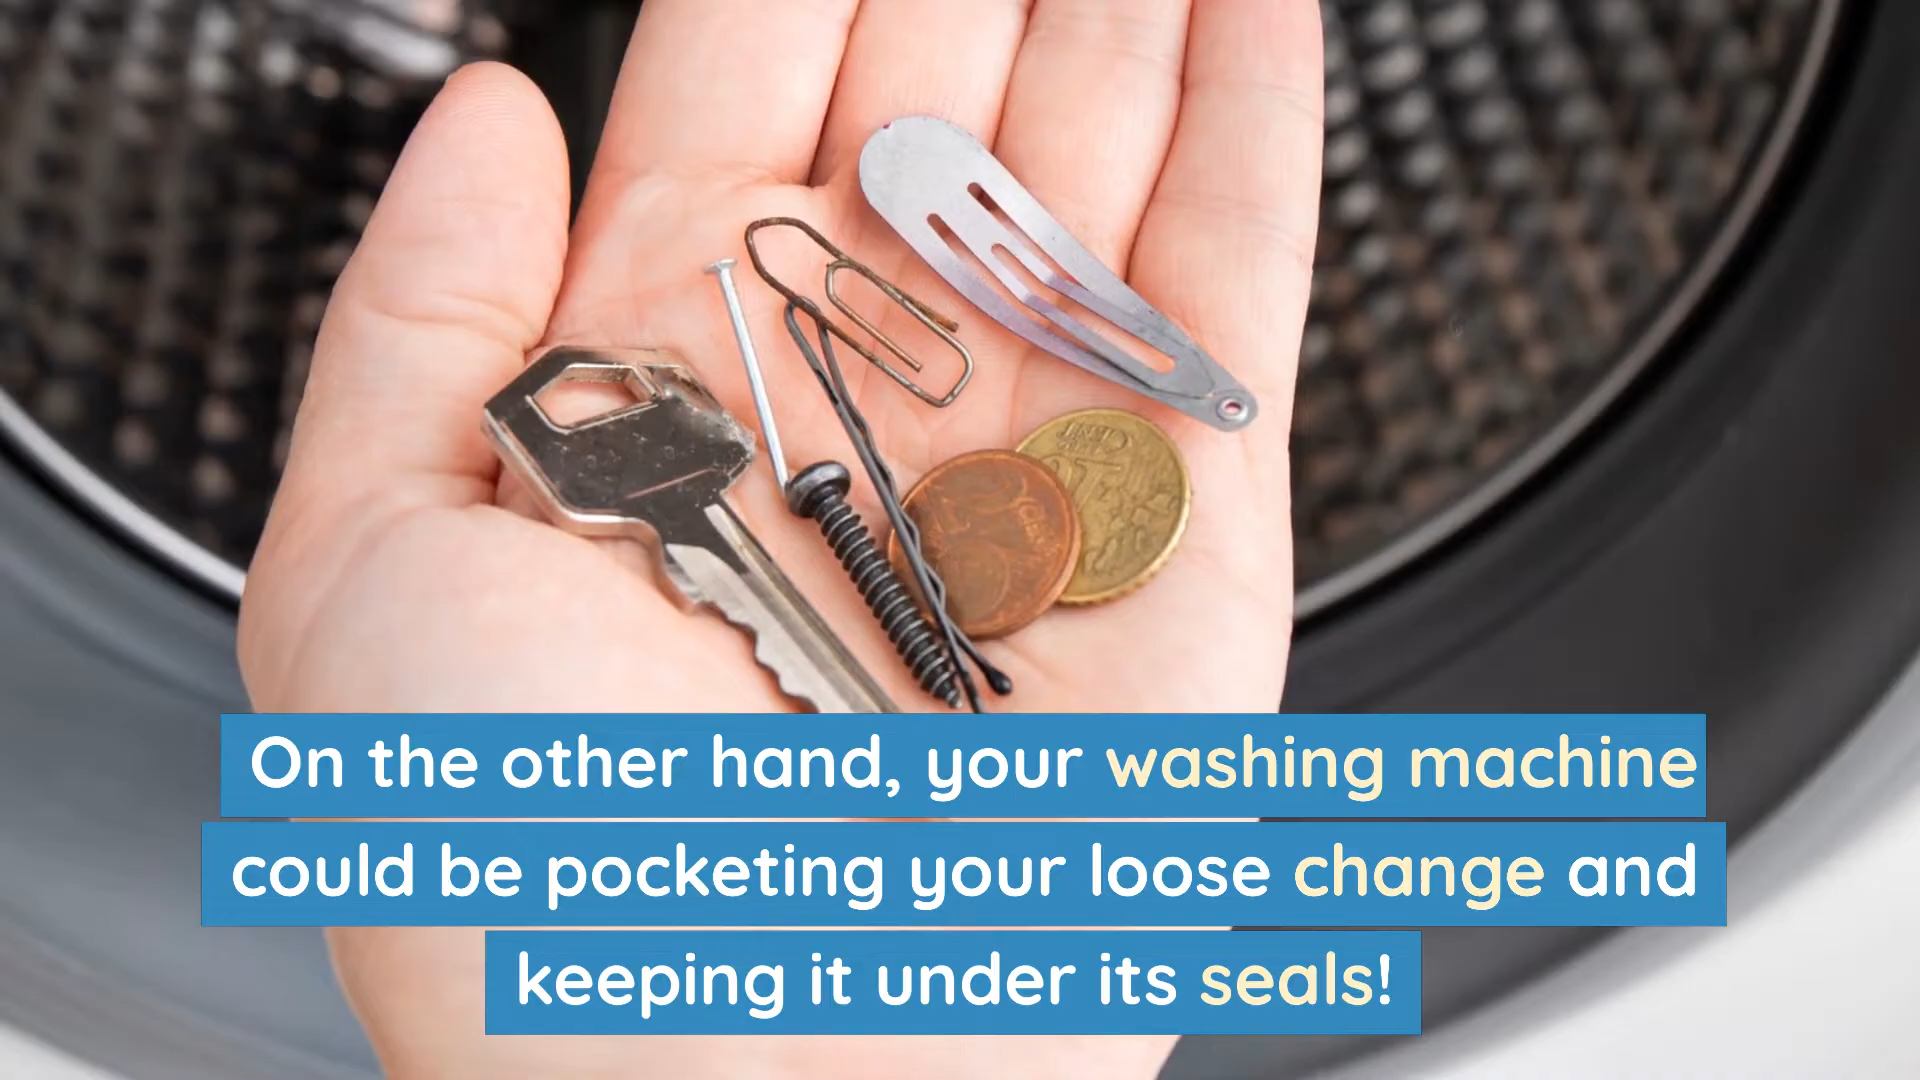 On the other hand, your washing machine
could be pocketing your loose change and
keeping it under its seals!